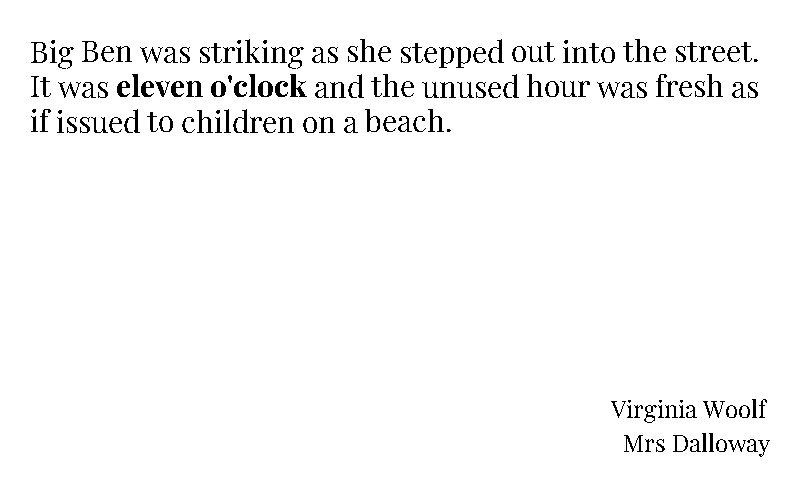 Big Ben was striking as she stepped out into the street.
It was eleven o'clock and the unused hour was fresh as
if issued to children on a beach.
Virginia Woolf
Mrs Dalloway